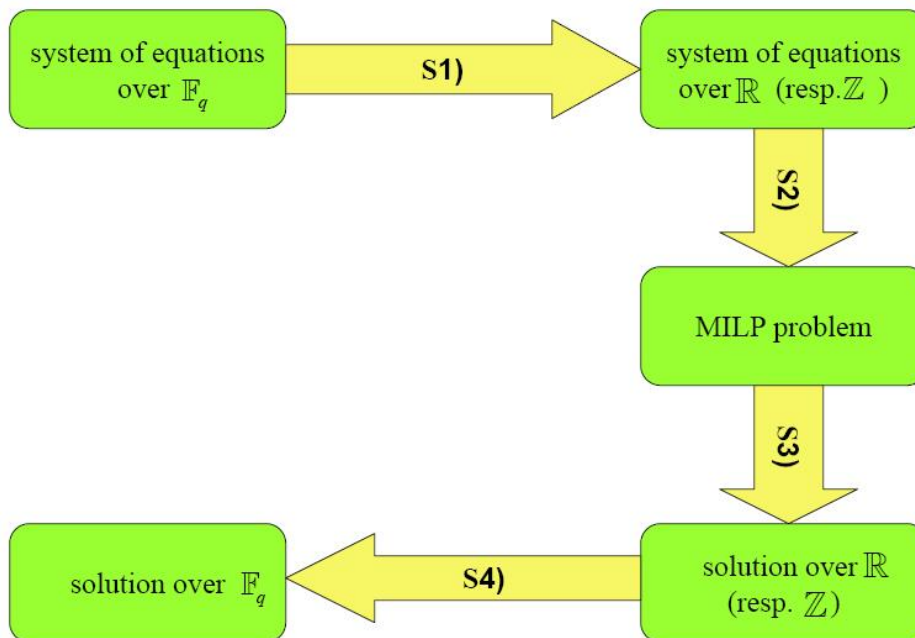 system of equations
over 𝔽q
S1)
system of equations
over ℝ (resp.ℤ )
S2)
MILP problem
S3)
solution over ℝ
(resp. ℤ)
S4)
solution over 𝔽q